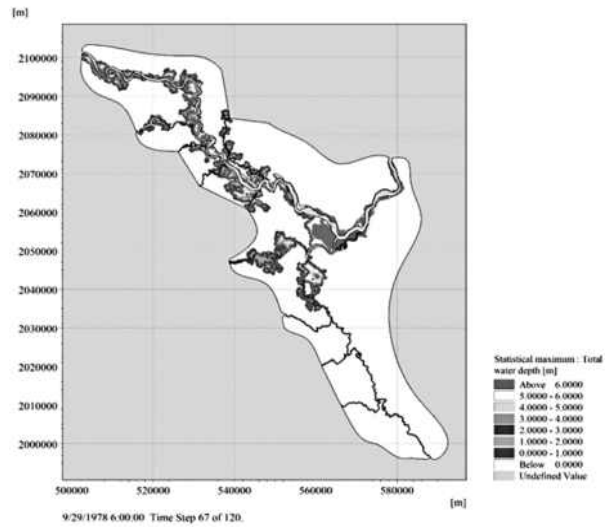 [m]
2100000
2090000
2080000
2070000
2060000
2050000
2040000
2030000
2020000
2010000
2000000
500000 520000 540000 560000 580000
[m]
9/29/1978 6:00:00 Time Step 67 of 120.
Statistical maximum : Total
water depth [m]
Above 6.0000
5.0000 - 6.0000
4.0000 - 5.0000
3.0000 - 4.0000
2.0000 - 3.0000
1.0000 - 2.0000
0.0000 - 1.0000
Below 0.0000
Undefined Value